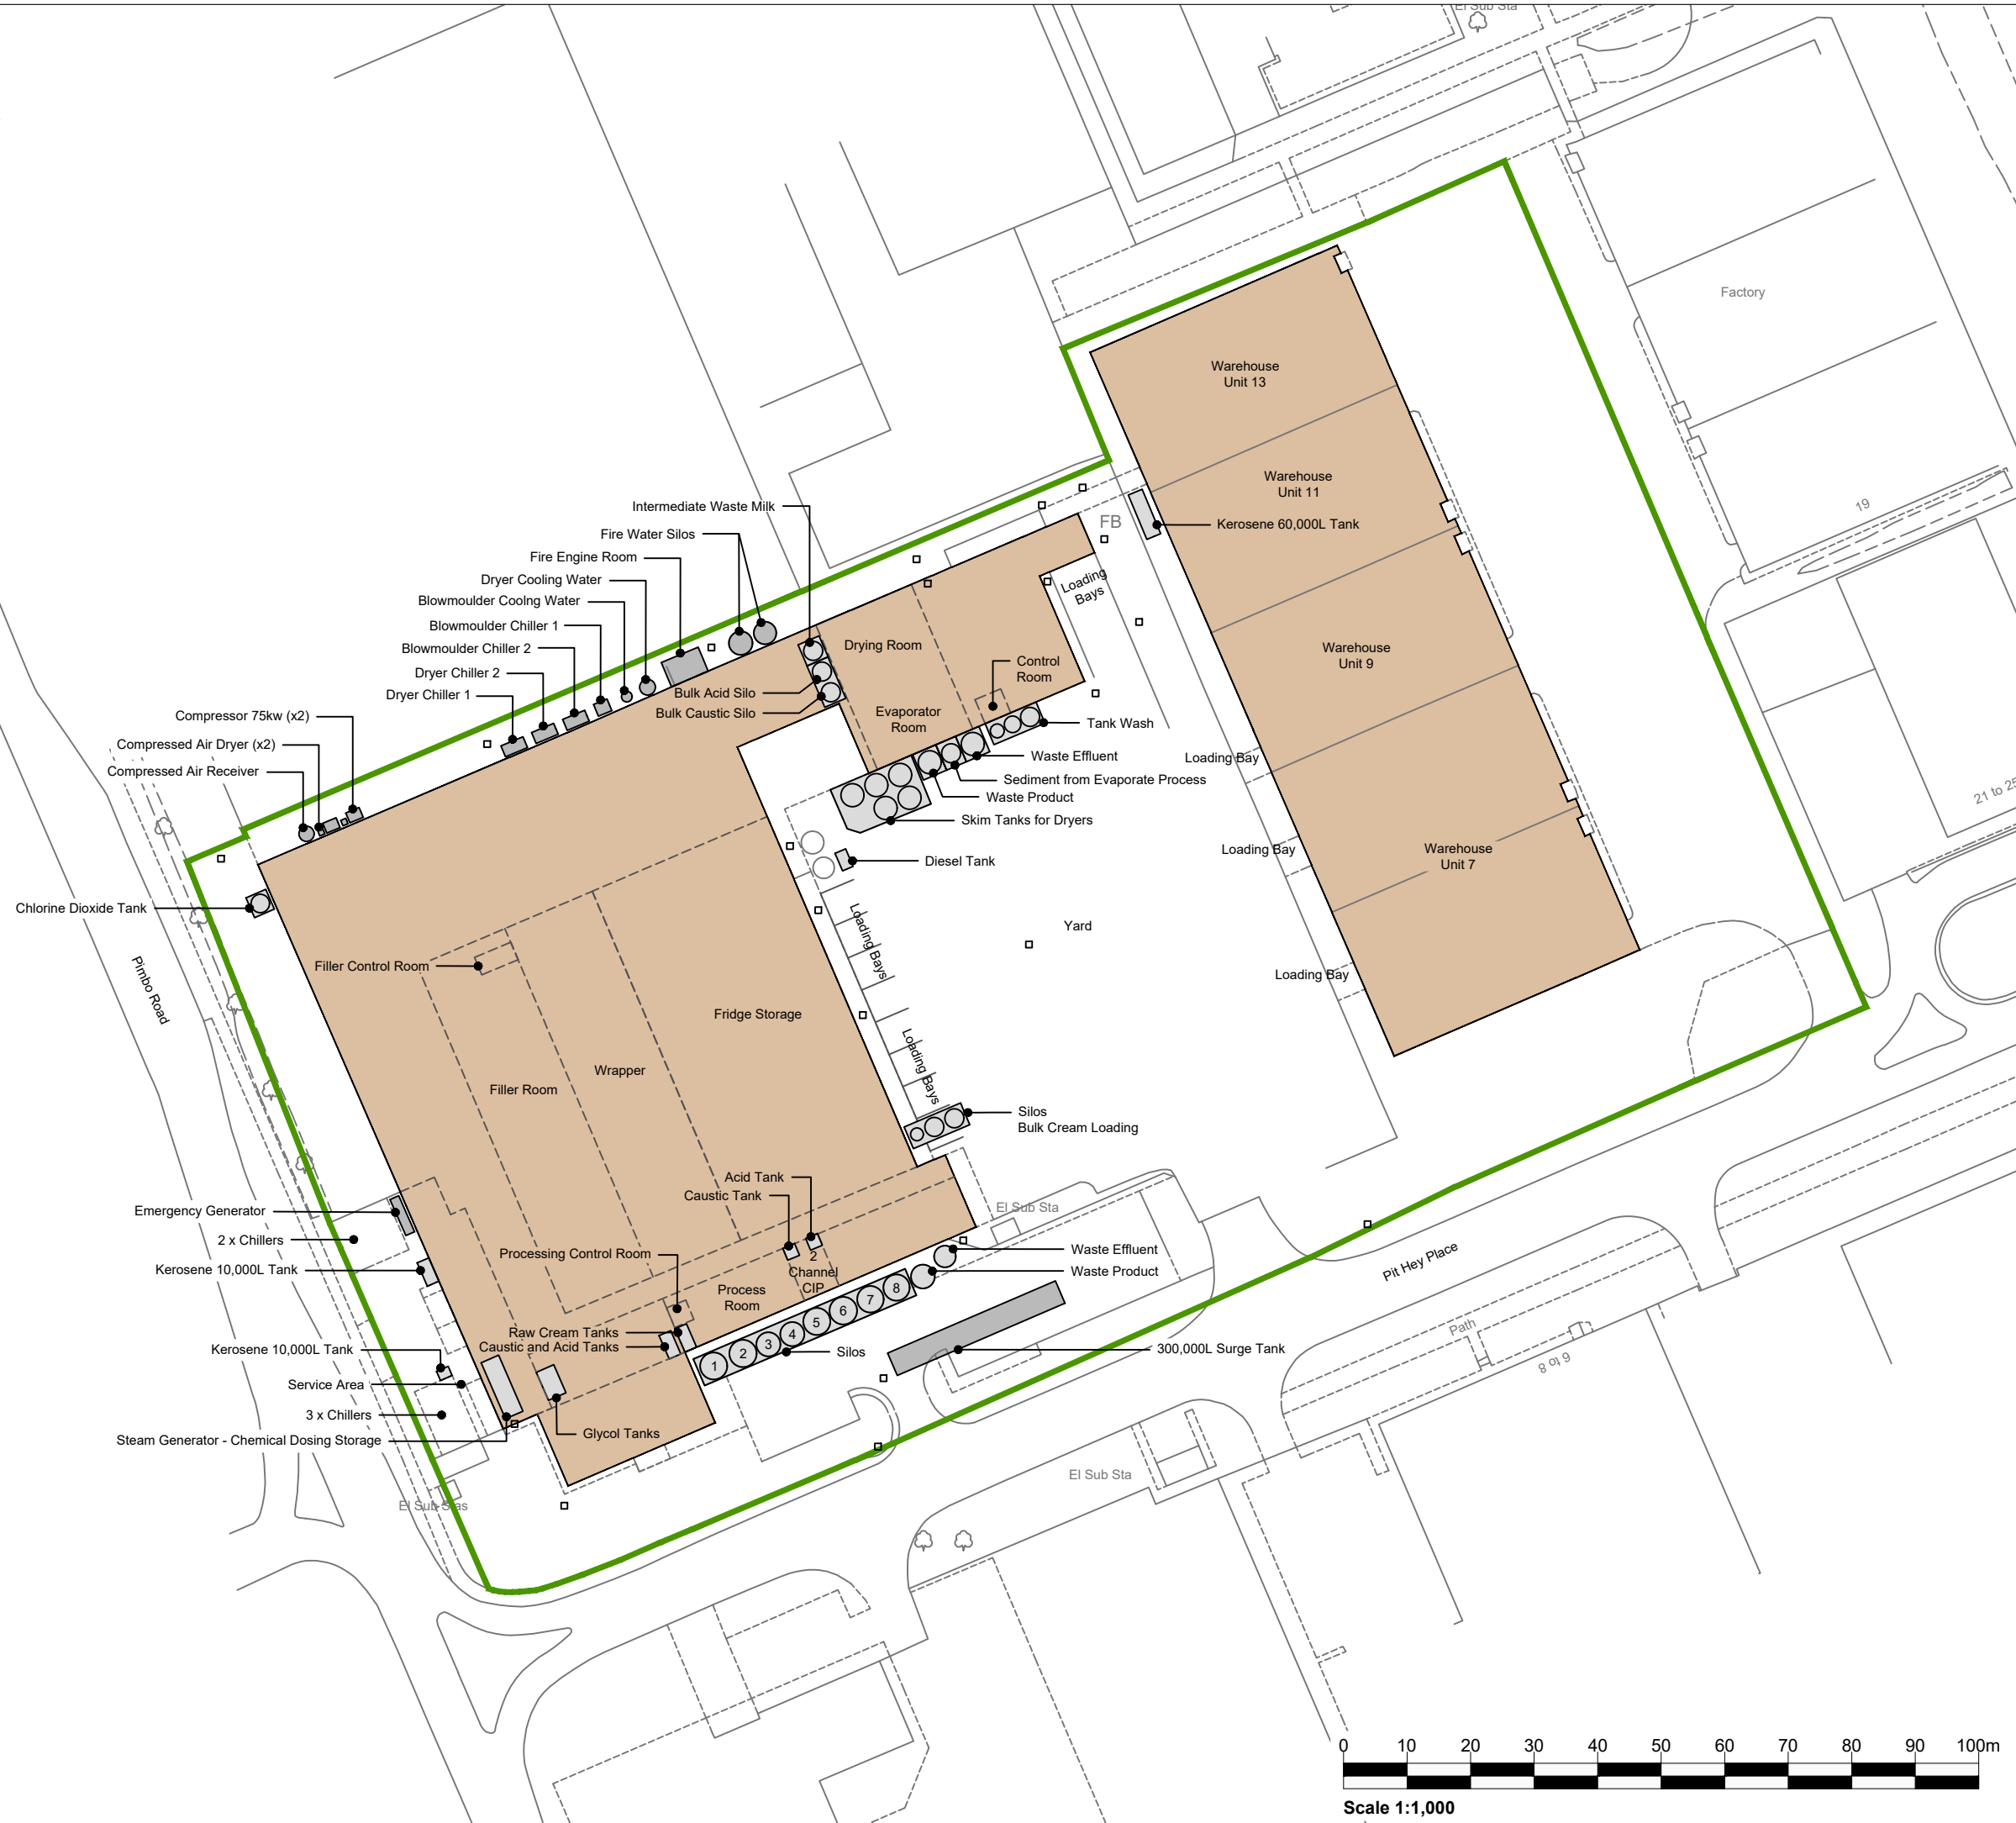 El Sub Sta
Factory
19
21 to 25
Warehouse
Unit 13
Warehouse
Unit 11
Kerosene 60,000L Tank
FB
Warehouse
Unit 9
Warehouse
Unit 7
Loading Bay
Loading Bay
Loading Bay
Loading
Bays
Intermediate Waste Milk
Fire Water Silos
Fire Engine Room
Dryer Cooling Water
Blowmoulder Coolng Water
Blowmoulder Chiller 1
Blowmoulder Chiller 2
Dryer Chiller 2
Dryer Chiller 1
Compressor 75kw (x2)
Compressed Air Dryer (x2)
Compressed Air Receiver
Chlorine Dioxide Tank
Pimbo Road
Drying Room
Control
Room
Bulk Acid Silo
Bulk Caustic Silo
Evaporator
Room
Tank Wash
Waste Effluent
Sediment from Evaporate Process
Waste Product
Skim Tanks for Dryers
Diesel Tank
Yard
Loading Bays
Loading Bays
Filler Control Room
Fridge Storage
Wrapper
Filler Room
Silos
Bulk Cream Loading
Acid Tank
Caustic Tank
El Sub Sta
Emergency Generator
2 x Chillers
Kerosene 10,000L Tank
Processing Control Room
2
Channel
CIP
Process
Room
Waste Effluent
Waste Product
1
2
3
4
5
6
7
8
Raw Cream Tanks
Caustic and Acid Tanks
Silos
300,000L Surge Tank
Pit Hey Place
Path
6 to 8
Kerosene 10,000L Tank
Service Area
3 x Chillers
Steam Generator - Chemical Dosing Storage
Glycol Tanks
El Sub Stas
El Sub Sta
0 10 20 30 40 50 60 70 80 90 100m
Scale 1:1,000